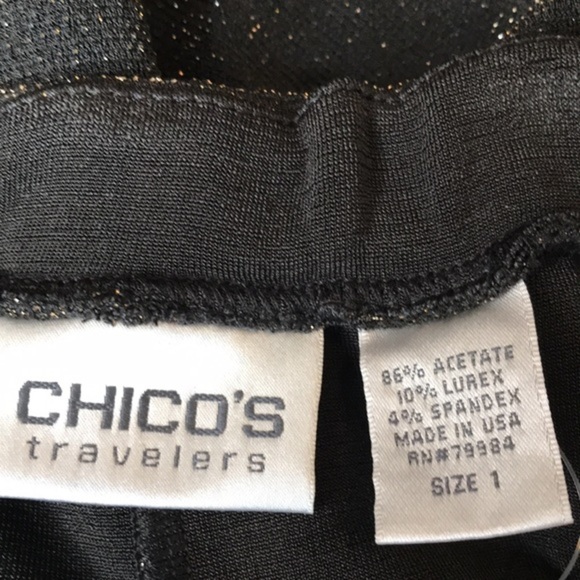 CHICO'S
travelers
86% ACETATE
10% LUREX
4% SPANDEX
MADE IN USA
RN#79984
SIZE 1